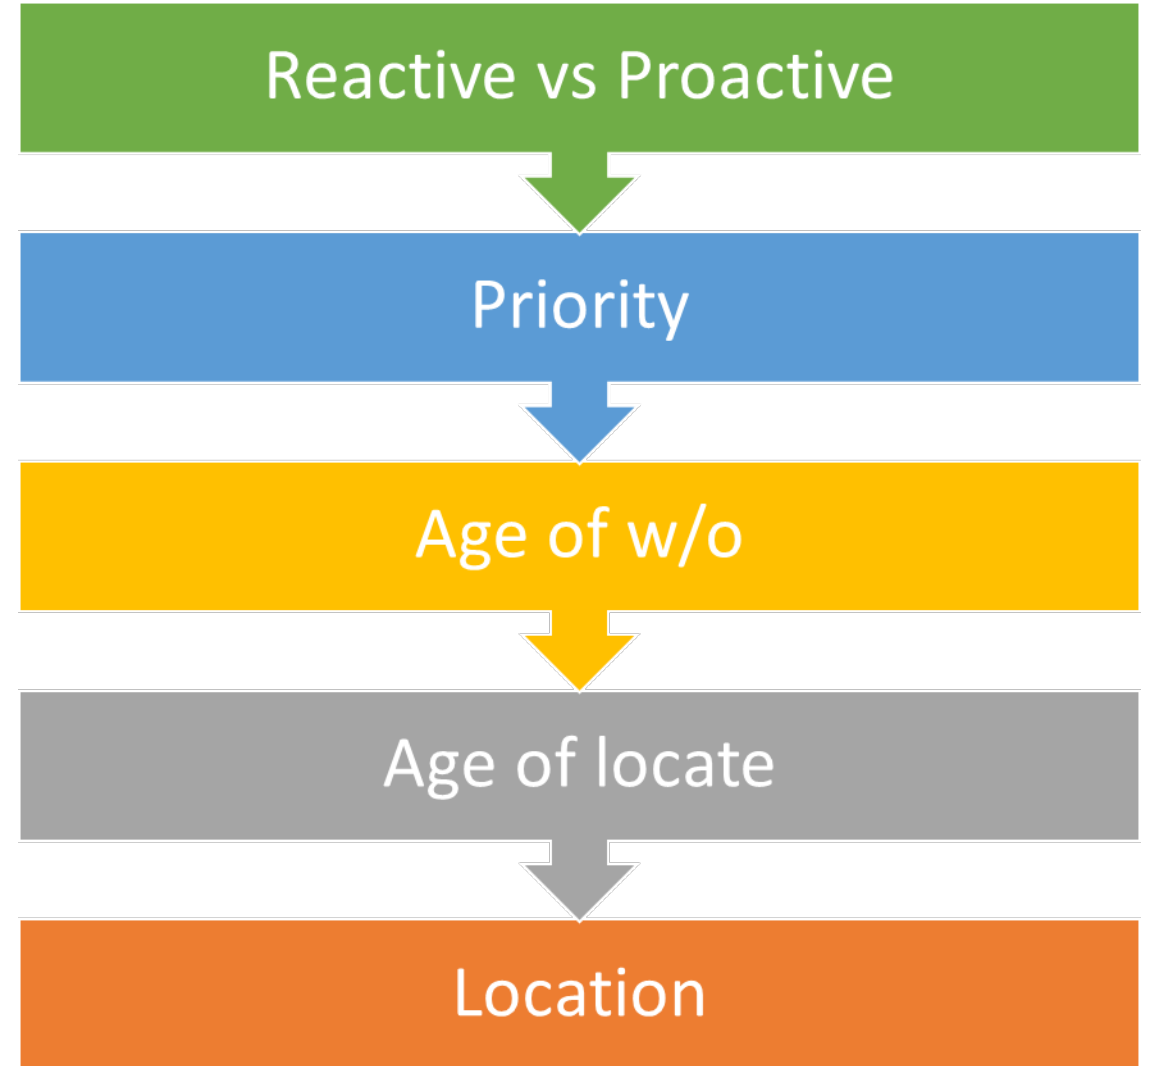 Reactive vs Proactive
Priority
Age of w/o
Age of locate
Location